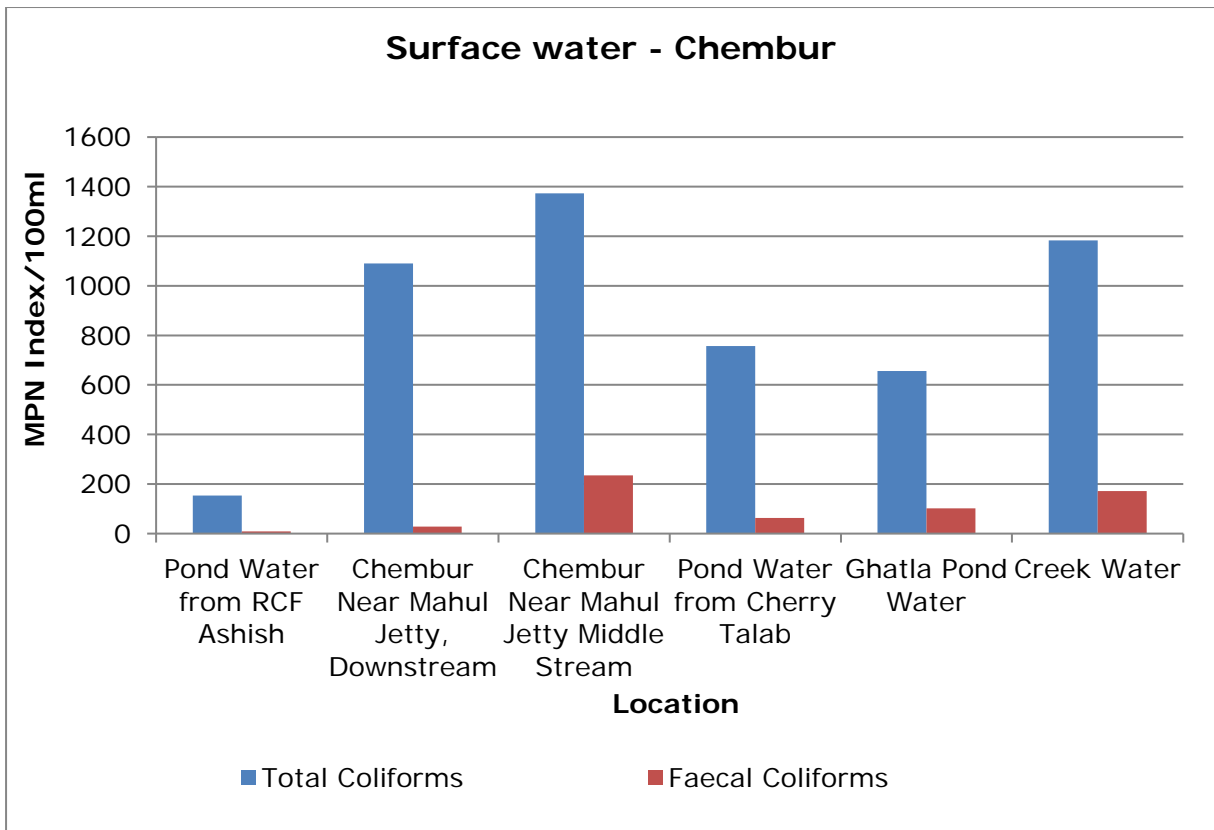 Surface water - Chembur
MPN Index/100ml
1600
1400
1200
1000
800
600
400
200
0
Pond Water
from RCF
Ashish
Chembur
Near Mahul
Jetty,
Downstream
Chembur
Near Mahul
Jetty Middle
Stream
Pond Water
from Cherry
Talab
Ghatla Pond
Water
Creek Water
Location
Total Coliforms
Faecal Coliforms